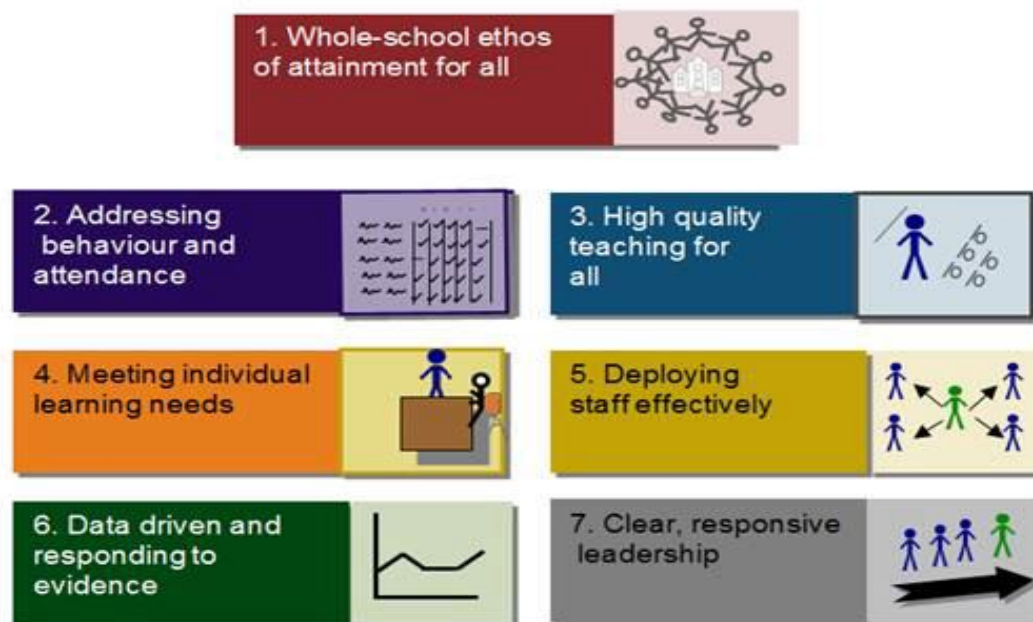 1. Whole-school ethos
of attainment for all
2. Addressing
behaviour and
attendance
3. High quality
teaching for
all
4. Meeting individual
learning needs
5. Deploying
staff effectively
6. Data driven and
responding to
evidence
7. Clear, responsive
leadership